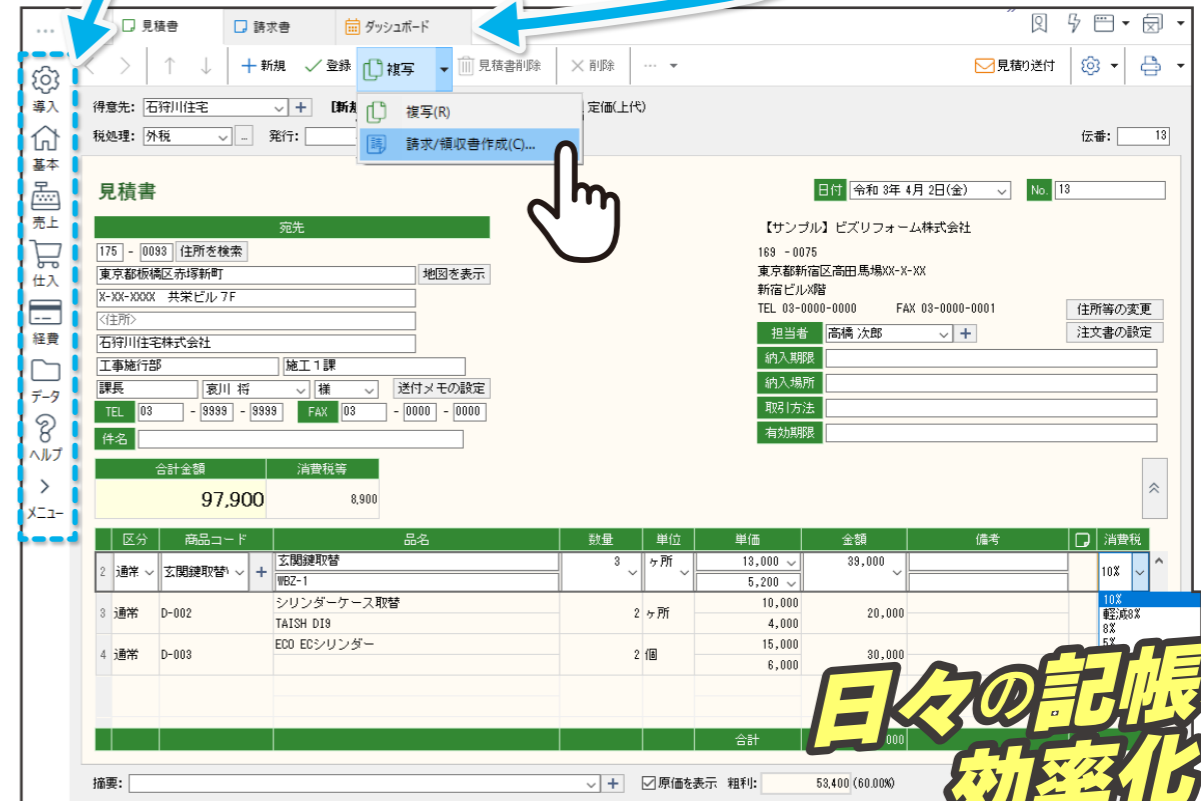 見積書 請求書 ダッシュボード
新規 登録 複写 見積書削除 削除 見積り送付
導入
基本
売上
仕入
経費
データ
ヘルプ
メニュー
得意先: 石狩川住宅 定価(上代)
複写(R)
税処理: 外税 発行: 伝番: 13
請求/領収書作成(C)...
見積書
日付 令和 3年 4月 2日(金) No. 13
宛先
【サンプル】ビズリフォーム株式会社
175 - 0093 住所を検索
169 - 0075
東京都板橋区赤塚新町 地図を表示
東京都新宿区高田馬場XX-X-XX
X-XX-XXXX 共栄ビル7F
新宿ビルX階
<住所>
TEL 03-0000-0000 FAX 03-0000-0001 住所等の変更
石狩川住宅株式会社
担当者 高橋 次郎 注文書の設定
工事施行部 施工1課
納入期限
課長 哀川 将 様 送付メモの設定
納入場所
TEL 03 - 9999 - 9999 FAX 03 - 0000 - 0000
取引方法
件名
有効期限
合計金額 消費税等
97,900 8,900
区分 商品コード 品名 数量 単位 単価 金額 備考 消費税
2 通常 玄関鍵取替 玄関鍵取替 3 ヶ所 13,000 39,000 10%
WBZ-1 5,200
3 通常 D-002 シリンダーケース取替 2 ヶ所 10,000 20,000
TAISH DI9 4,000
4 通常 D-003 ECO ECシリンダー 2 個 15,000 30,000
6,000
10%
軽減8%
8%
5%
合計
日々の記帳
効率化
摘要: 原価を表示 粗利: 53,400 (60.00%)